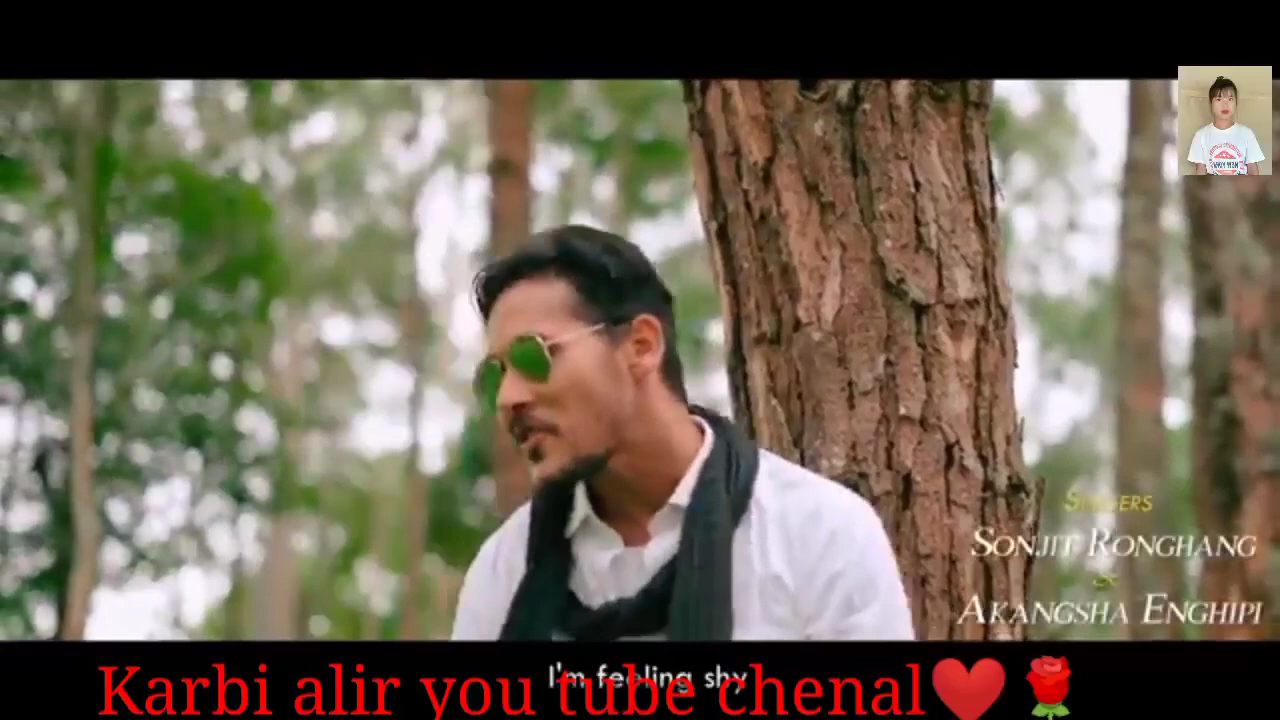 SINGERS
SONJIT RONGHANG
&
AKANGSHA ENGHIPI
I'm feeling shy
Karbi alir you tube chenal❤️🌹